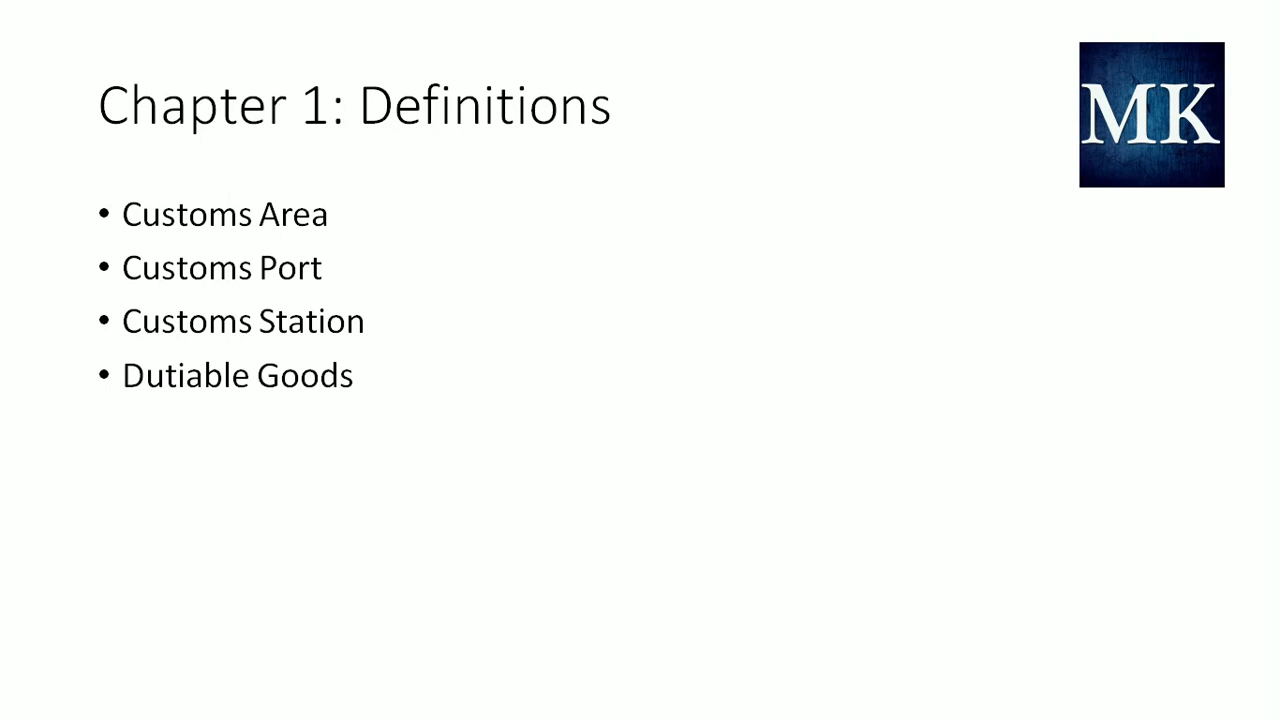 Chapter 1: Definitions
MK
• Customs Area
• Customs Port
• Customs Station
• Dutiable Goods